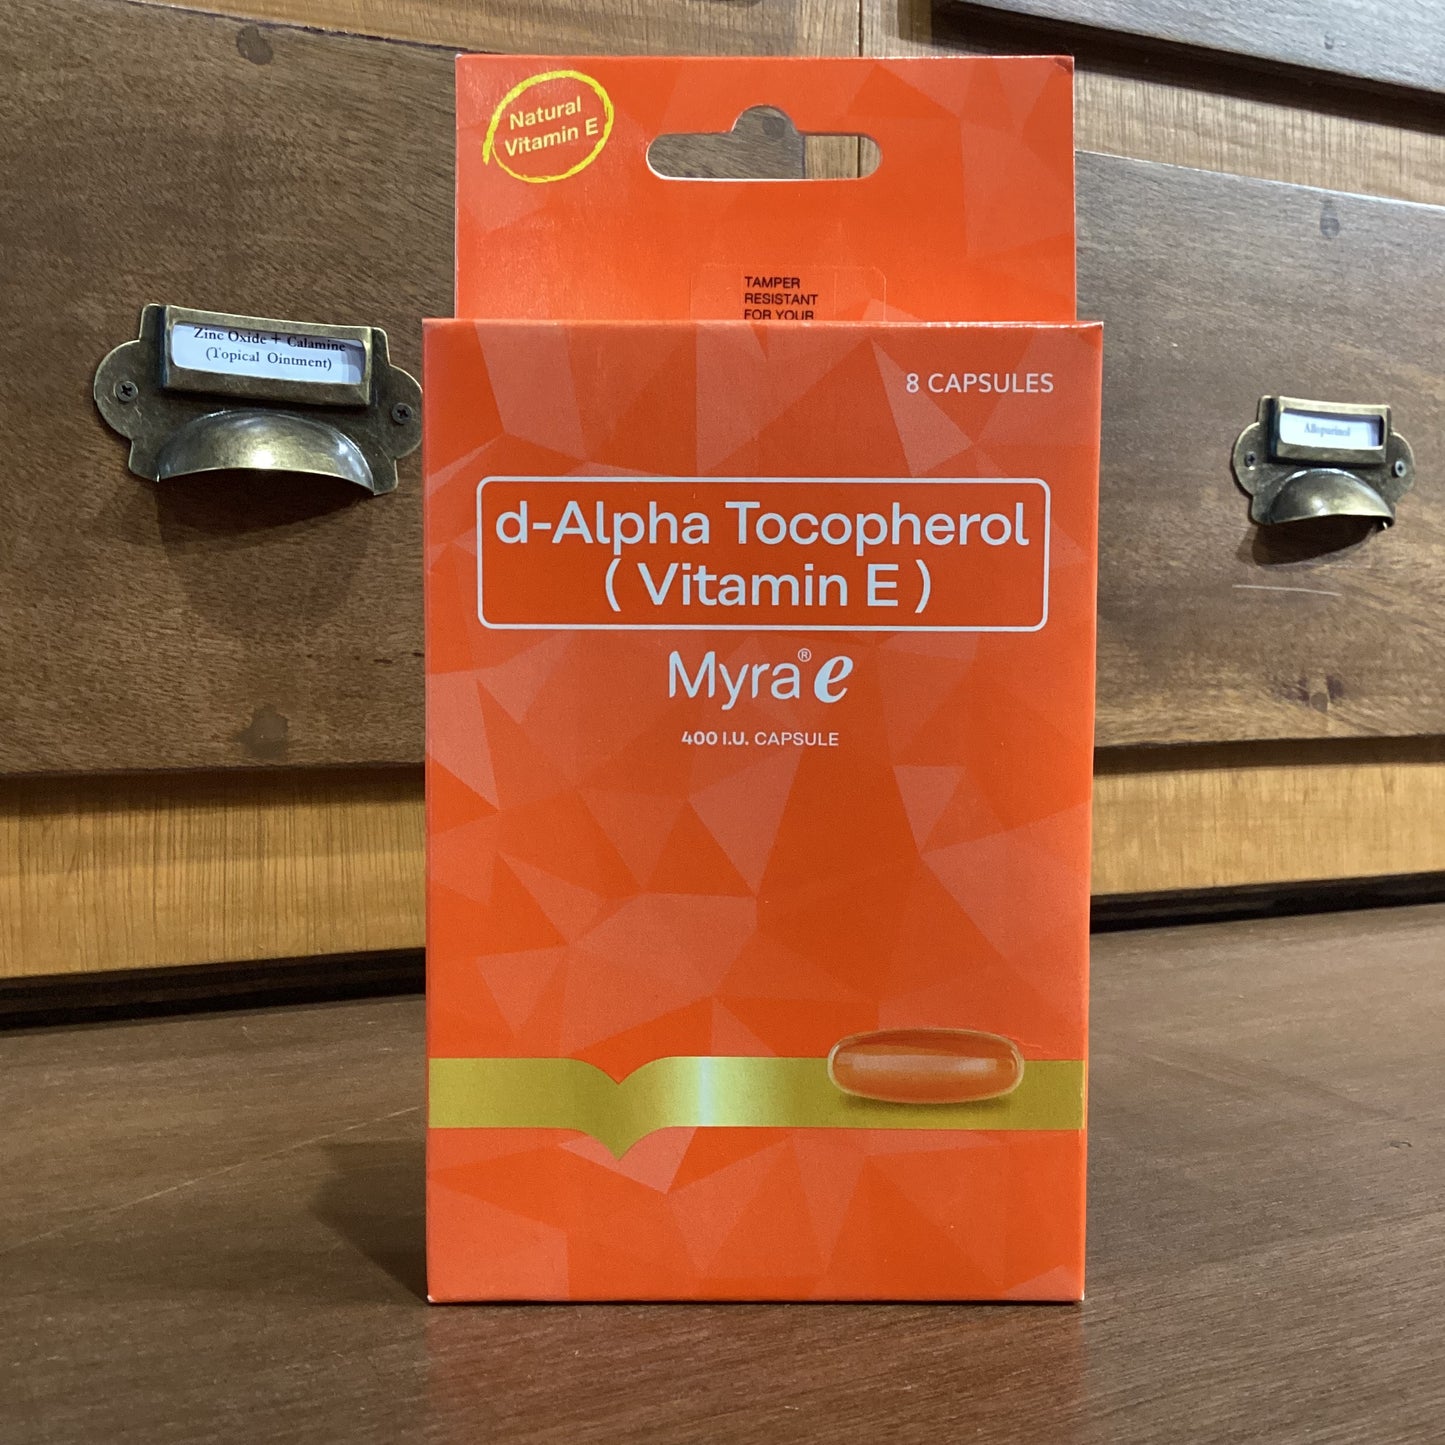 Natural
Vitamin E
TAMPER
RESISTANT
FOR YOUR
8 CAPSULES
d-Alpha Tocopherol
( Vitamin E )
Myra® e
400 I.U. CAPSULE
Zinc Oxide + Calamine
(Topical Ointment)
Allopurinol